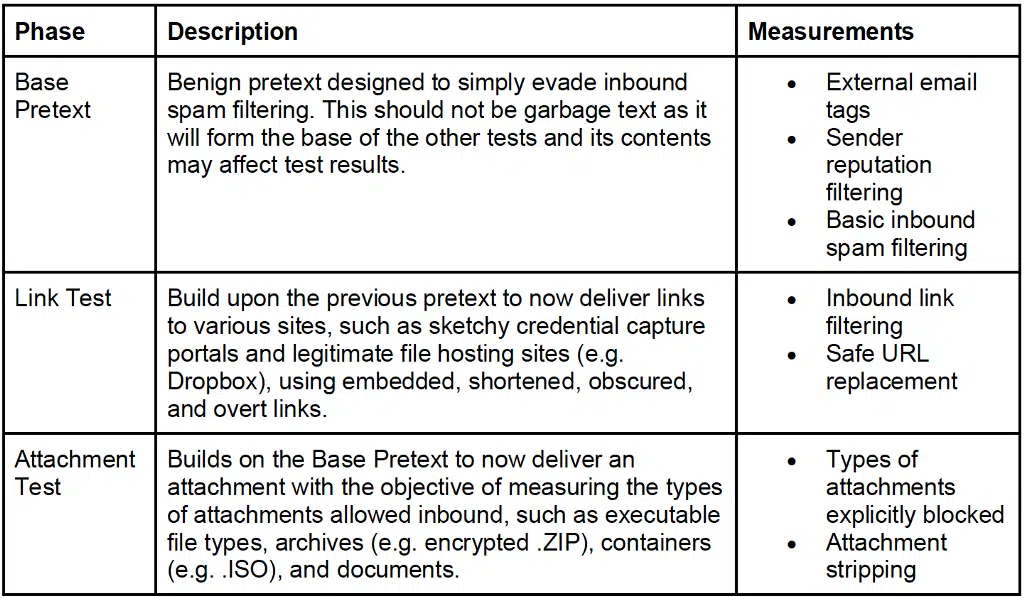 Phase Description Measurements
Base
Pretext
Benign pretext designed to simply evade inbound
spam filtering. This should not be garbage text as it
will form the base of the other tests and its contents
may affect test results.
• External email
tags
• Sender
reputation
filtering
• Basic inbound
spam filtering
Link Test
Build upon the previous pretext to now deliver links
to various sites, such as sketchy credential capture
portals and legitimate file hosting sites (e.g.
Dropbox), using embedded, shortened, obscured,
and overt links.
• Inbound link
filtering
• Safe URL
replacement
Attachment
Test
Builds on the Base Pretext to now deliver an
attachment with the objective of measuring the types
of attachments allowed inbound, such as executable
file types, archives (e.g. encrypted .ZIP), containers
(e.g. .ISO), and documents.
• Types of
attachments
explicitly blocked
• Attachment
stripping